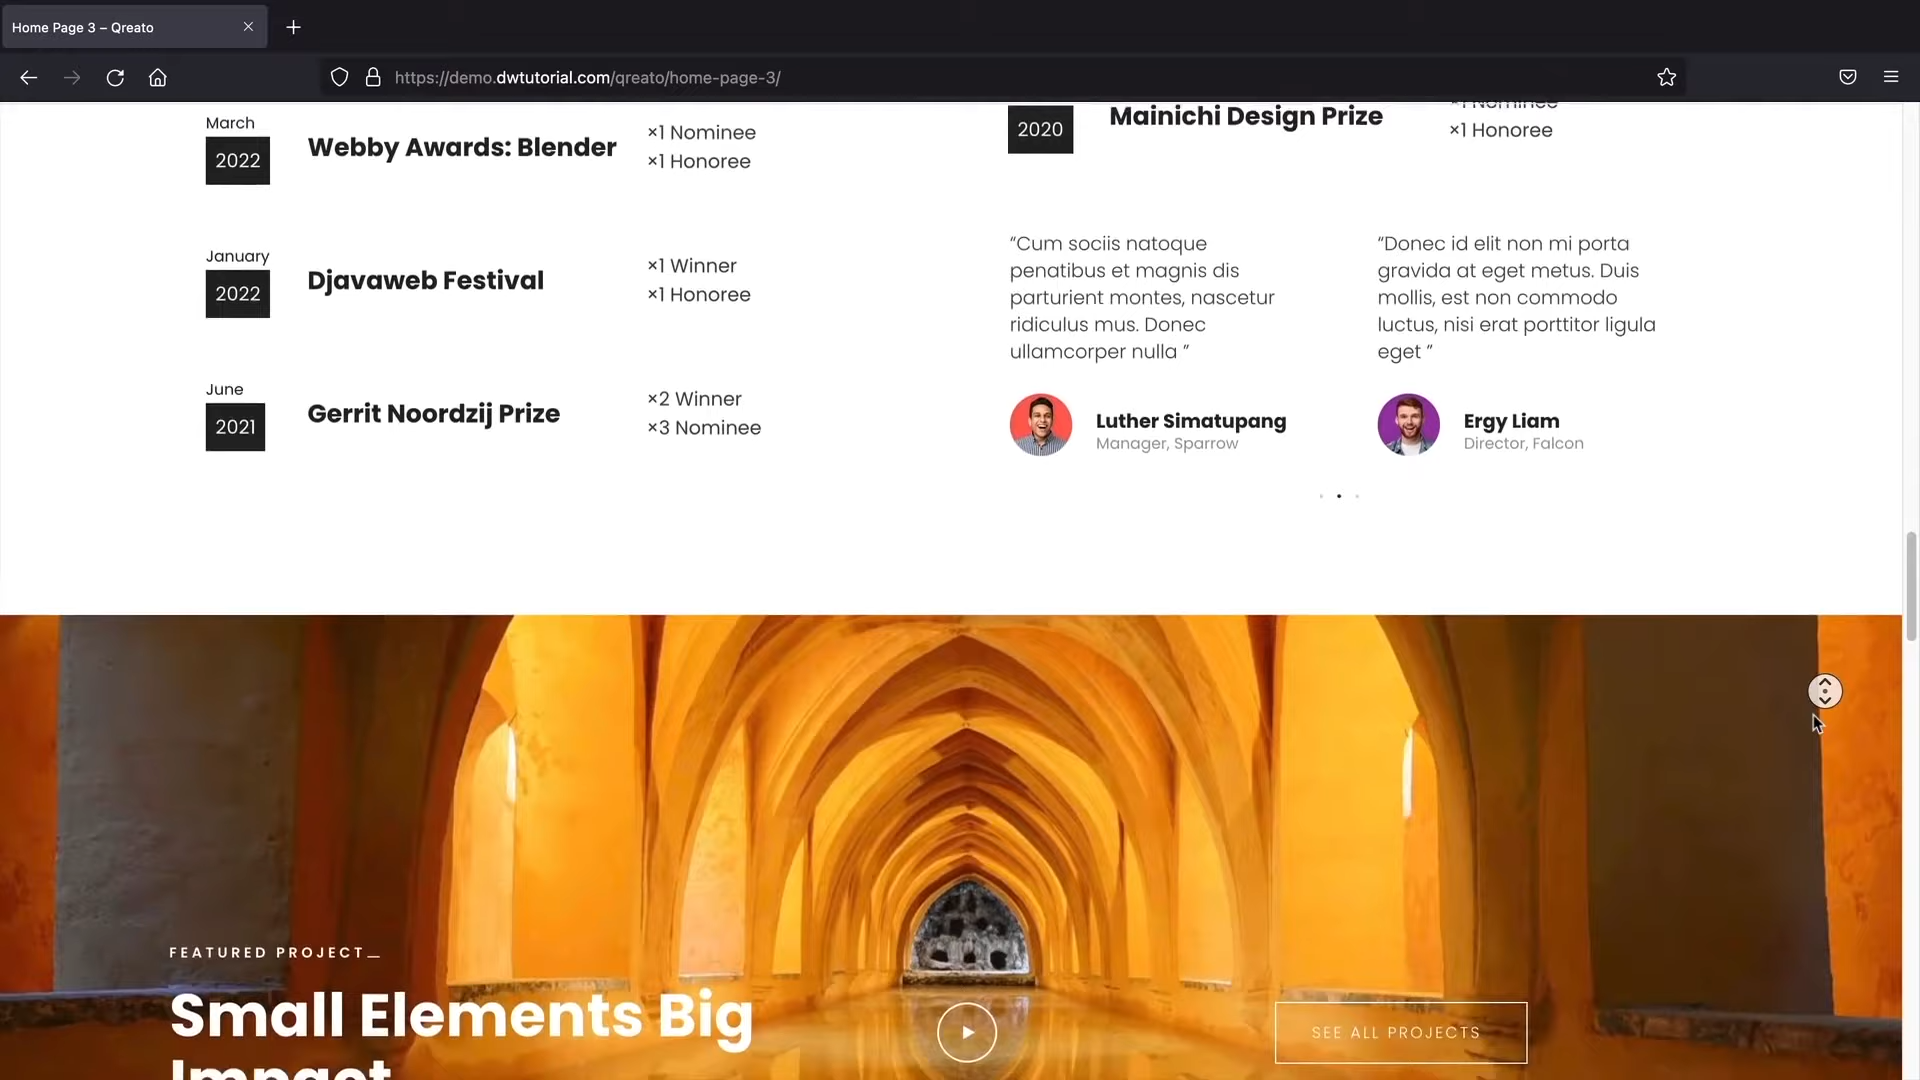 Home Page 3 – Qreato
https://demo.dwtutorial.com/qreato/home-page-3/
March
2022
Webby Awards: Blender
×1 Nominee
×1 Honoree
January
2022
Djavaweb Festival
×1 Winner
×1 Honoree
June
2021
Gerrit Noordzij Prize
×2 Winner
×3 Nominee
2020
Mainichi Design Prize
×1 Nominee
×1 Honoree
“Cum sociis natoque
penatibus et magnis dis
parturient montes, nascetur
ridiculus mus. Donec
ullamcorper nulla ”
Luther Simatupang
Manager, Sparrow
“Donec id elit non mi porta
gravida at eget metus. Duis
mollis, est non commodo
luctus, nisi erat porttitor ligula
eget ”
Ergy Liam
Director, Falcon
FEATURED PROJECT_
Small Elements Big
Impact
SEE ALL PROJECTS